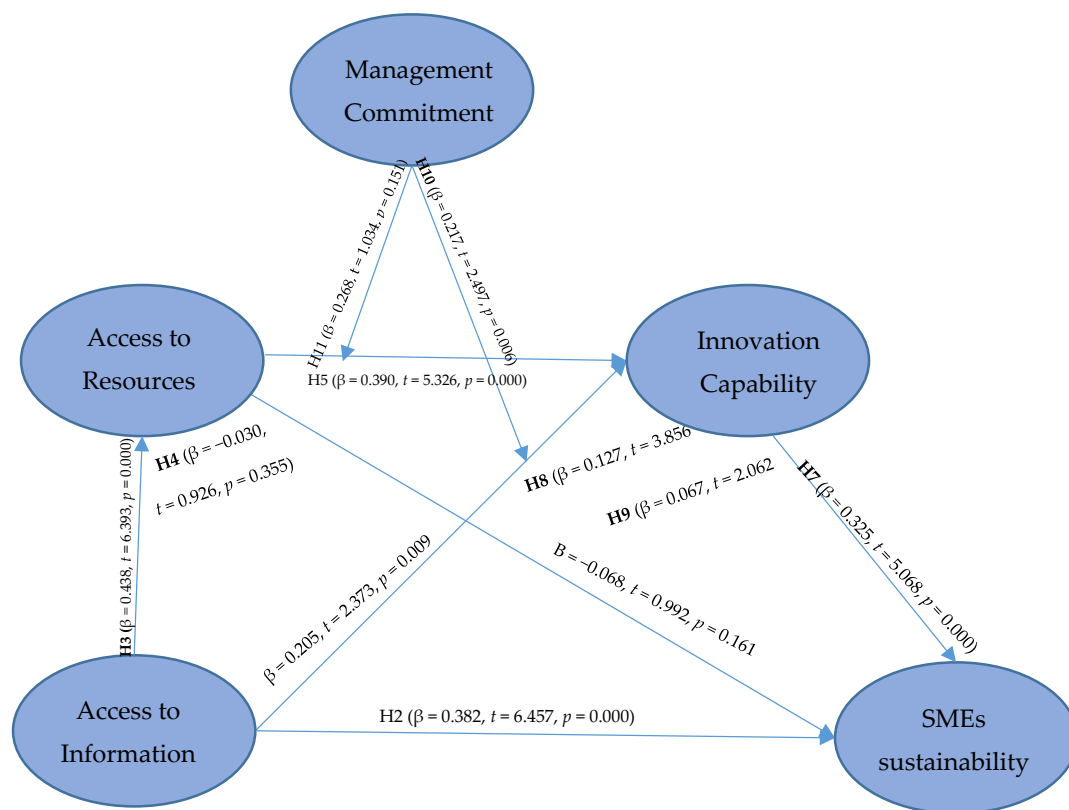 Management
Commitment
H11 (β = 0.268, t = 1.034, p = 0.151)
H10 (β = 0.217, t = 2.497, p = 0.006)
Access to
Resources
Innovation
Capability
H5 (β = 0.390, t = 5.326, p = 0.000)
H3 (β = 0.438, t = 6.393, p = 0.000)
H4 (β = −0.030,
t = 0.926, p = 0.355)
H8 (β = 0.127, t = 3.856
H9 (β = 0.067, t = 2.062
H7 (β = 0.325, t = 5.068, p = 0.000)
β = 0.205, t = 2.373, p = 0.009
B = −0.068, t = 0.992, p = 0.161
Access to
Information
H2 (β = 0.382, t = 6.457, p = 0.000)
SMEs
sustainability